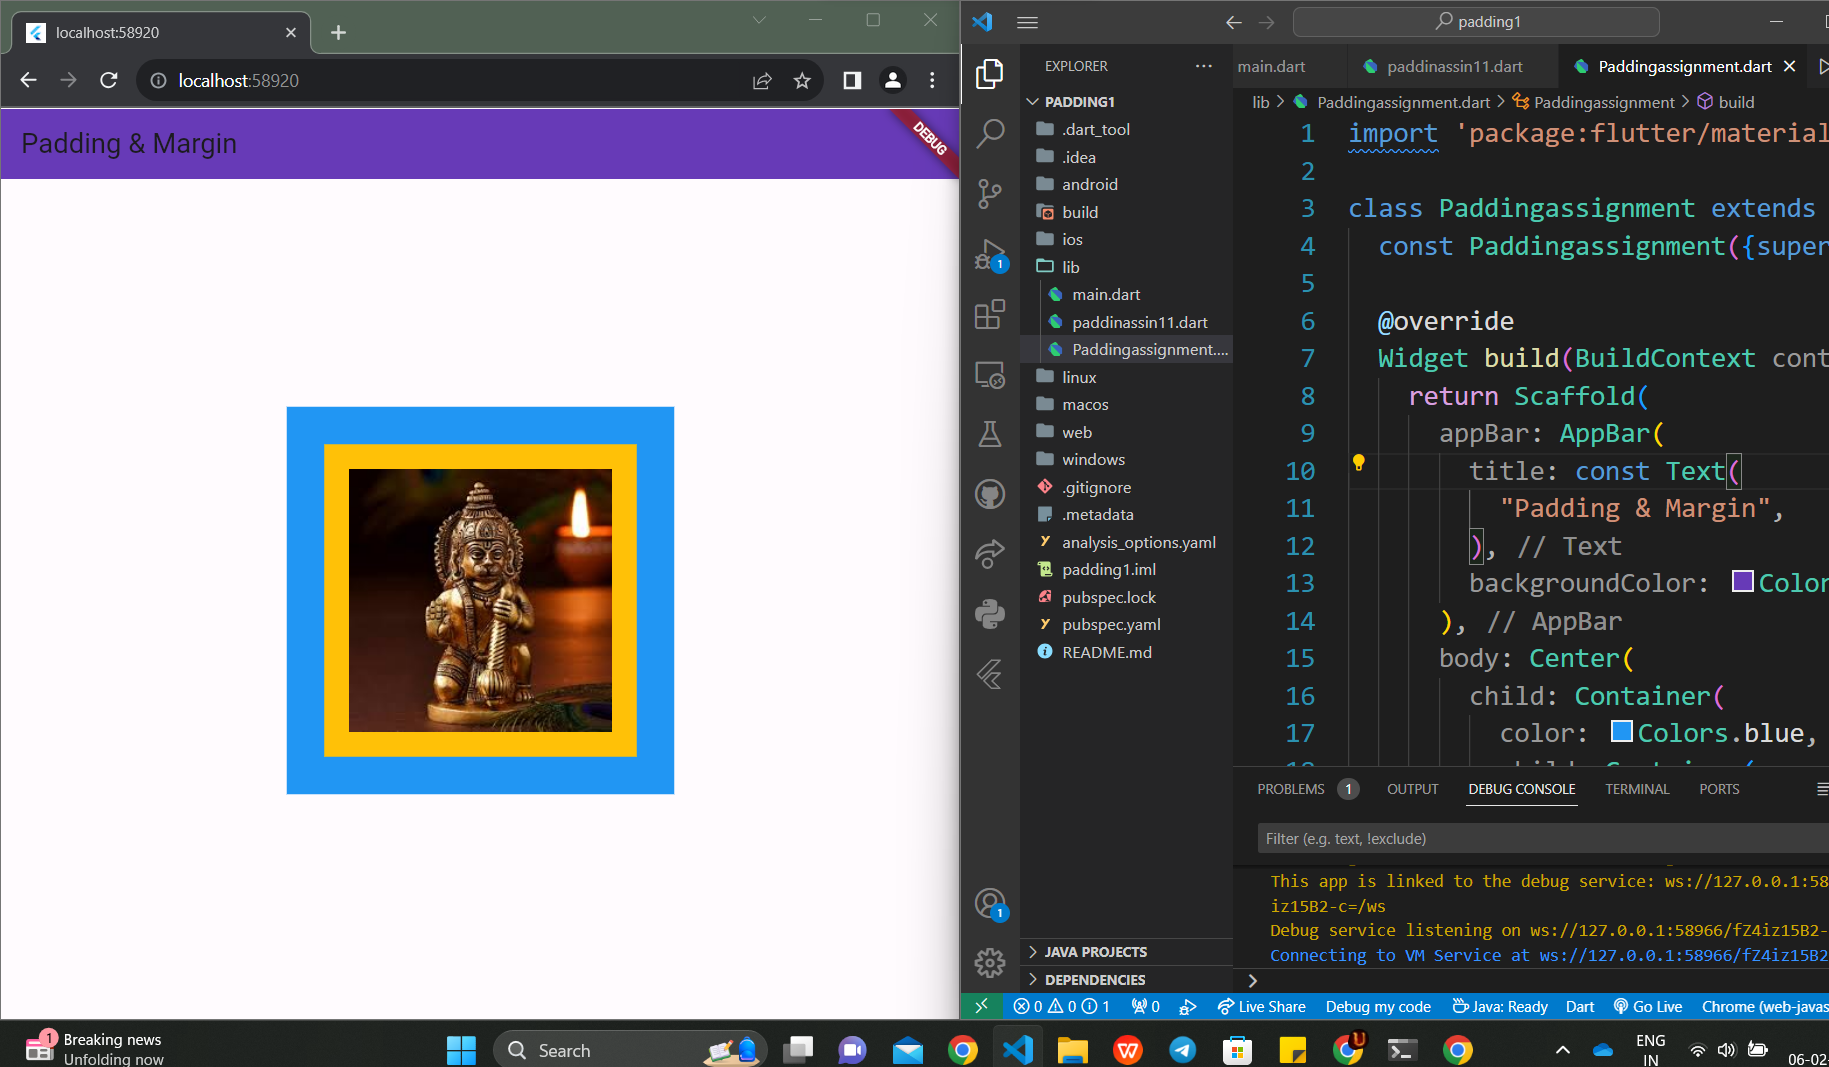 localhost:58920
localhost:58920
Padding & Margin
DEBUG
padding1
EXPLORER
PADDING1
.dart_tool
.idea
android
build
ios
lib
main.dart
paddinassin11.dart
Paddingassignment....
linux
macos
web
windows
.gitignore
.metadata
analysis_options.yaml
padding1.iml
pubspec.lock
pubspec.yaml
README.md
JAVA PROJECTS
DEPENDENCIES
main.dart paddinassin11.dart Paddingassignment.dart
lib > Paddingassignment.dart > Paddingassignment > build
1 import 'package:flutter/material
2
3 class Paddingassignment extends
4 const Paddingassignment({super
5
6 @override
7 Widget build(BuildContext cont
8 return Scaffold(
9 appBar: AppBar(
10 title: const Text(
11 "Padding & Margin",
12 ), // Text
13 backgroundColor: Color
14 ), // AppBar
15 body: Center(
16 child: Container(
17 color: Colors.blue,
PROBLEMS 1 OUTPUT DEBUG CONSOLE TERMINAL PORTS
Filter (e.g. text, !exclude)
This app is linked to the debug service: ws://127.0.0.1:58
iz15B2-c=/ws
Debug service listening on ws://127.0.0.1:58966/fZ4iz15B2-
Connecting to VM Service at ws://127.0.0.1:58966/fZ4iz15B2
1
1
0 0 1 0 Live Share Debug my code Java: Ready Dart Go Live Chrome (web-javas
1
Breaking news
Unfolding now
Search
ENG
IN
06-02-